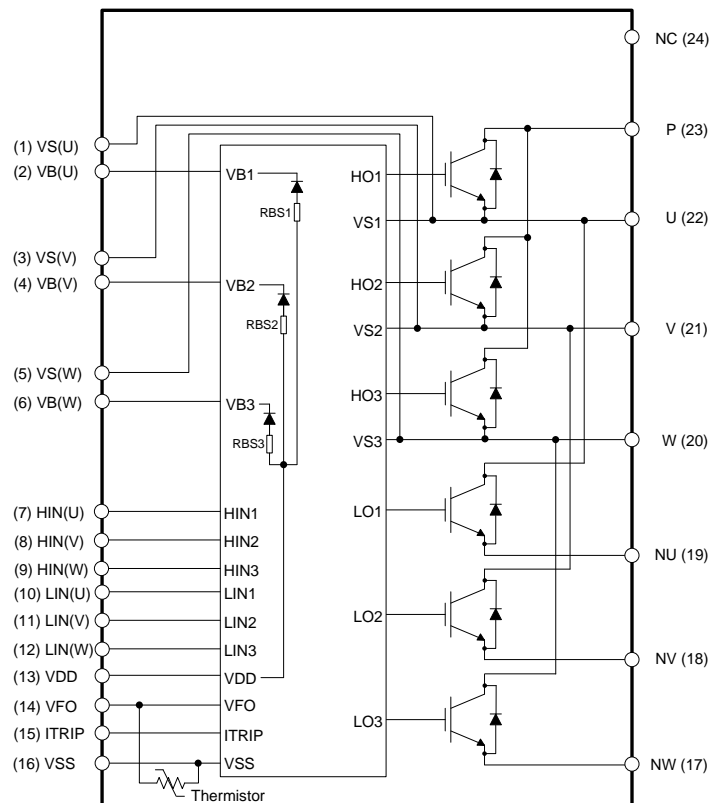 NC (24)
(1) VS(U)
(2) VB(U)
(3) VS(V)
(4) VB(V)
(5) VS(W)
(6) VB(W)
(7) HIN(U)
(8) HIN(V)
(9) HIN(W)
(10) LIN(U)
(11) LIN(V)
(12) LIN(W)
(13) VDD
(14) VFO
(15) ITRIP
(16) VSS
Thermistor
VB1
RBS1
VB2
RBS2
VB3
RBS3
HIN1
HIN2
HIN3
LIN1
LIN2
LIN3
VDD
VFO
ITRIP
VSS
HO1
VS1
HO2
VS2
HO3
VS3
LO1
LO2
LO3
P (23)
U (22)
V (21)
W (20)
NU (19)
NV (18)
NW (17)